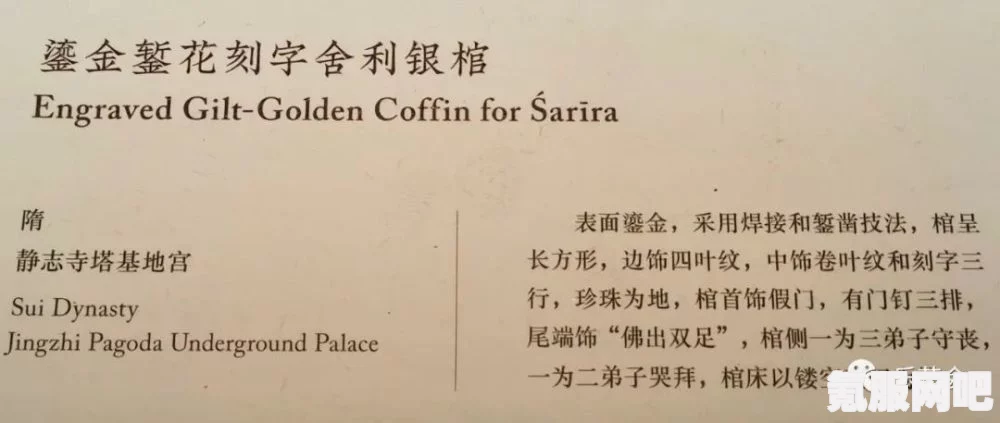 鎏金錾花刻字舍利银棺
Engraved Gilt-Golden Coffin for Śarīra
隋
静志寺塔基地宫
Sui Dynasty
Jingzhi Pagoda Underground Palace
表面鎏金，采用焊接和錾凿技法，棺呈
长方形，边饰四叶纹，中饰卷叶纹和刻字三
行，珍珠为地，棺首饰假门，有门钉三排，
尾端饰“佛出双足”，棺侧一为三弟子守丧，
一为二弟子哭拜，棺床以镂空
氪服网吧